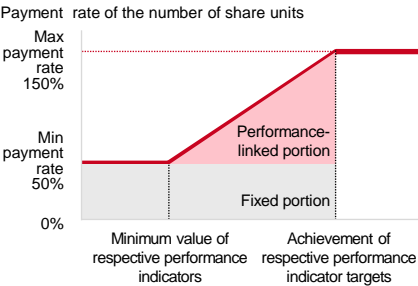 Payment rate of the number of share units
Max
payment
rate
150%
Performance-
linked portion
Min
payment
rate
50%
Fixed portion
0%
Minimum value of
respective performance
indicators
Achievement of
respective performance
indicator targets